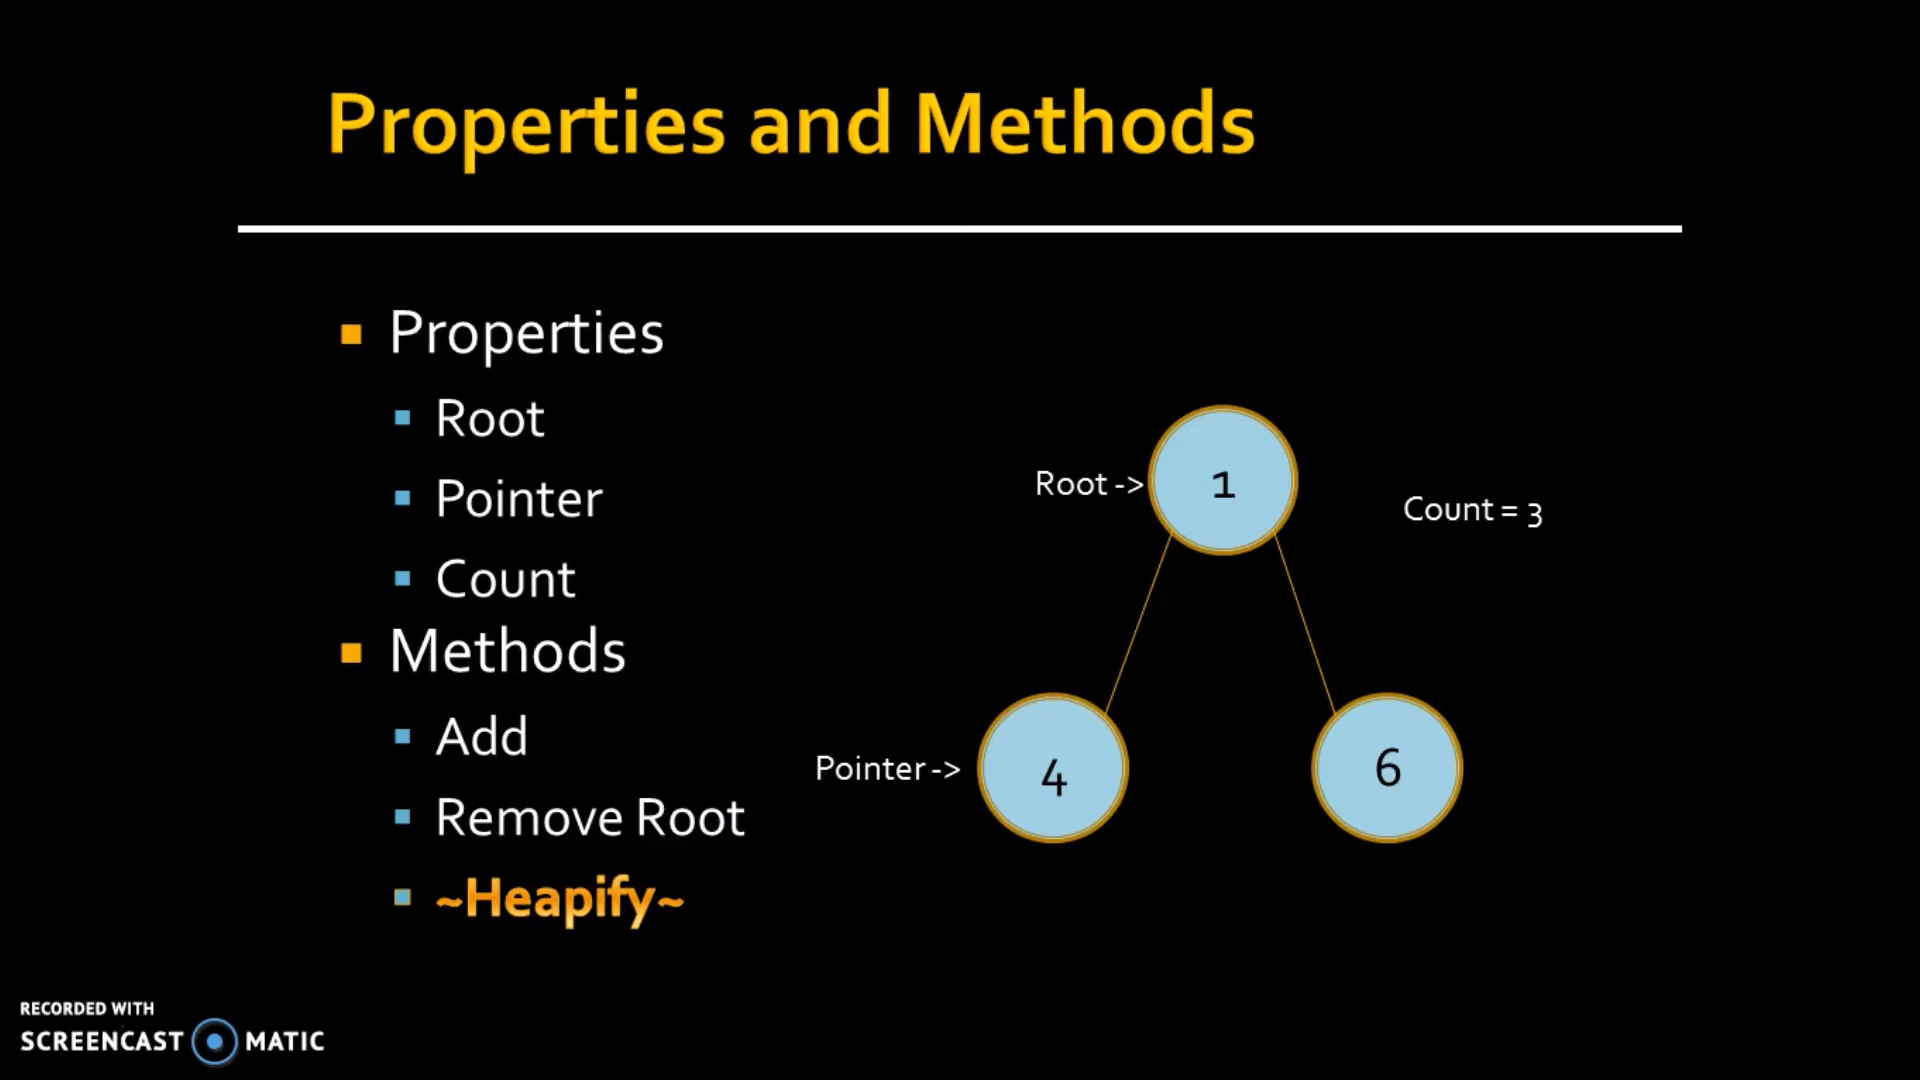 Properties and Methods
Properties
Root
Pointer
Count
Methods
Add
Remove Root
~Heapify~
Root ->
1
Count = 3
Pointer ->
4
6
RECORDED WITH
SCREENCAST MATIC